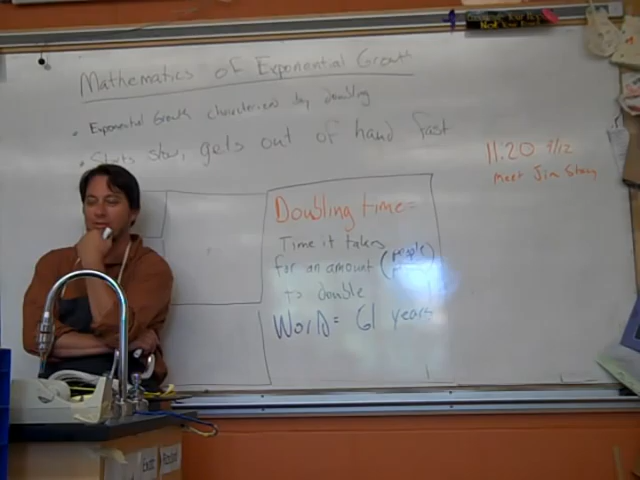 Mathematics of Exponential Growth
• Exponential Growth characterized by doubling
• Starts slow, gets out of hand fast
11.20 9/12
Meet Jim Stang
Doubling time=
Time it takes
for an amount (people)
to double
World = 61 years